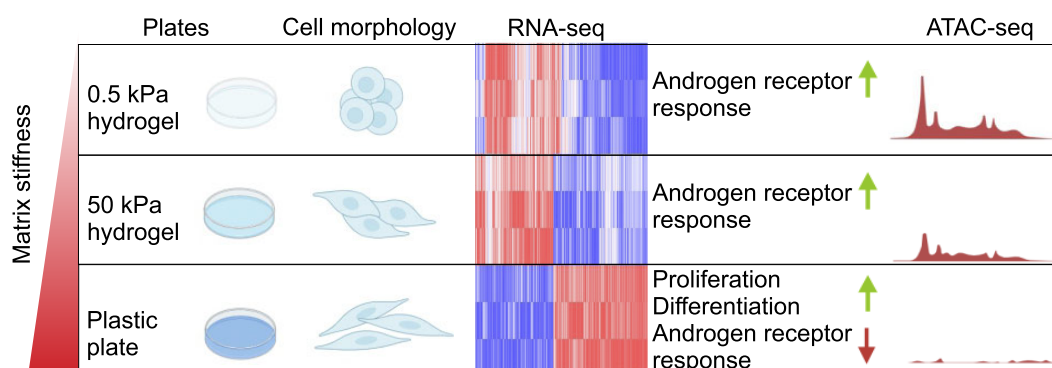 Plates Cell morphology RNA-seq ATAC-seq
Matrix stiffness
0.5 kPa
hydrogel
Androgen receptor
response
50 kPa
hydrogel
Androgen receptor
response
Plastic
plate
Proliferation
Differentiation
Androgen receptor
response